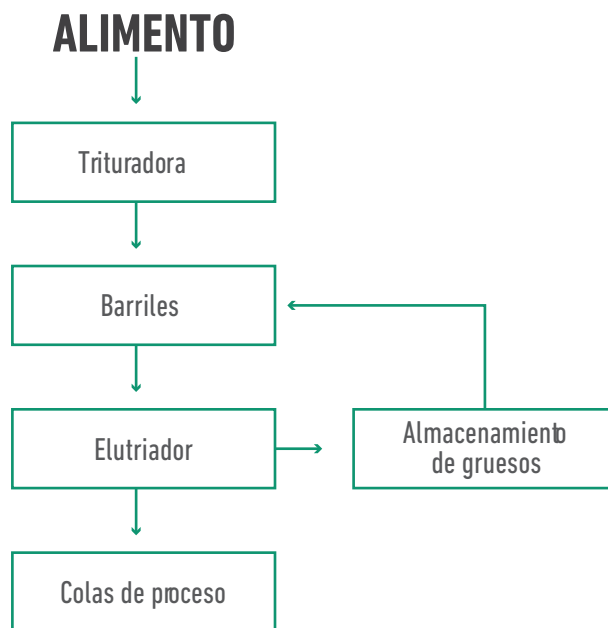 ALIMENTO
Trituradora
Barriles
Elutriador
Almacenamiento
de gruesos
Colas de proceso